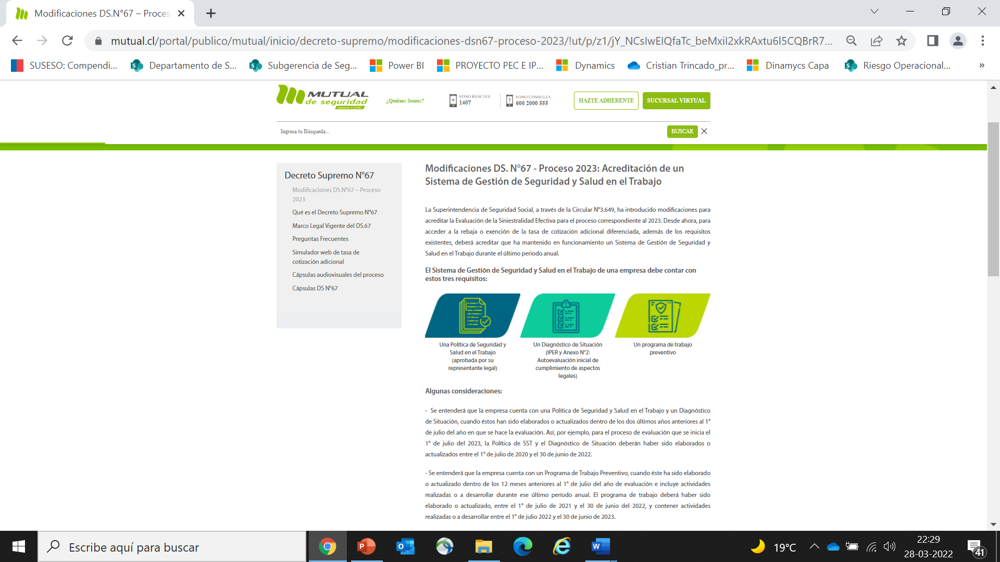 Modificaciones DS.N°67 – Proces
mutual.cl/portal/publico/mutual/inicio/decreto-supremo/modificaciones-dsn67-proceso-2023/!ut/p/z1/jY_NCsIwEIQfaTc_beMxiI2xkRAxtu6l5CQBrR7...
SUSESO: Compendi...
Departamento de S...
Subgerencia de Seg...
Power BI
PROYECTO PEC E IP...
Dynamics
Cristian Trincado_pr...
Dinamycs Capa
Riesgo Operacional...
»
MUTUAL
de seguridad
somos CChC
¿Quiénes Somos?
FONO RESCATE
1407
FONO CONSULTA
600 2000 555
HAZTE ADHERENTE
SUCURSAL VIRTUAL
Ingresa tu Búsqueda...
BUSCAR
Decreto Supremo N°67
Modificaciones DS.N°67 – Proceso
2023
Qué es el Decreto Supremo N°67
Marco Legal Vigente del DS.67
Preguntas Frecuentes
Simulador web de tasa de
cotización adicional
Cápsulas audiovisuales del proceso
Cápsulas DS N°67
Modificaciones DS. N°67 - Proceso 2023: Acreditación de un
Sistema de Gestión de Seguridad y Salud en el Trabajo
La Superintendencia de Seguridad Social, a través de la Circular N°3.649, ha introducido modificaciones para
acreditar la Evaluación de la Siniestralidad Efectiva para el proceso correspondiente al 2023. Desde ahora, para
acceder a la rebaja o exención de la tasa de cotización adicional diferenciada, además de los requisitos
existentes, deberá acreditar que ha mantenido en funcionamiento un Sistema de Gestión de Seguridad y
Salud en el Trabajo durante el último periodo anual.
El Sistema de Gestión de Seguridad y Salud en el Trabajo de una empresa debe contar con
estos tres requisitos:
Una Política de Seguridad y
Salud en el Trabajo
(aprobada por su
representante legal)
Un Diagnóstico de Situación
(IPER y Anexo N°2:
Autoevaluación inicial de
cumplimiento de aspectos
legales)
Un programa de trabajo
preventivo
Algunas consideraciones:
- Se entenderá que la empresa cuenta con una Política de Seguridad y Salud en el Trabajo y un Diagnóstico
de Situación, cuando éstos han sido elaborados o actualizados dentro de los dos últimos años anteriores al 1°
de julio del año en que se hace la evaluación. Así, por ejemplo, para el proceso de evaluación que se inicia el
1° de julio del 2023, la Política de SST y el Diagnóstico de Situación deberán haber sido elaborados o
actualizados entre el 1° de julio de 2020 y el 30 de junio de 2022.
- Se entenderá que la empresa cuenta con un Programa de Trabajo Preventivo, cuando éste ha sido elaborado
o actualizado dentro de los 12 meses anteriores al 1° de julio del año de evaluación e incluye actividades
realizadas o a desarrollar durante ese último período anual. El programa de trabajo deberá haber sido
elaborado o actualizado, entre el 1° de julio de 2021 y el 30 de junio del 2022, y contener actividades
realizadas o a desarrollar entre el 1° de julio 2022 y el 30 de junio de 2023.
Escribe aquí para buscar
19°C
22:29
28-03-2022
41